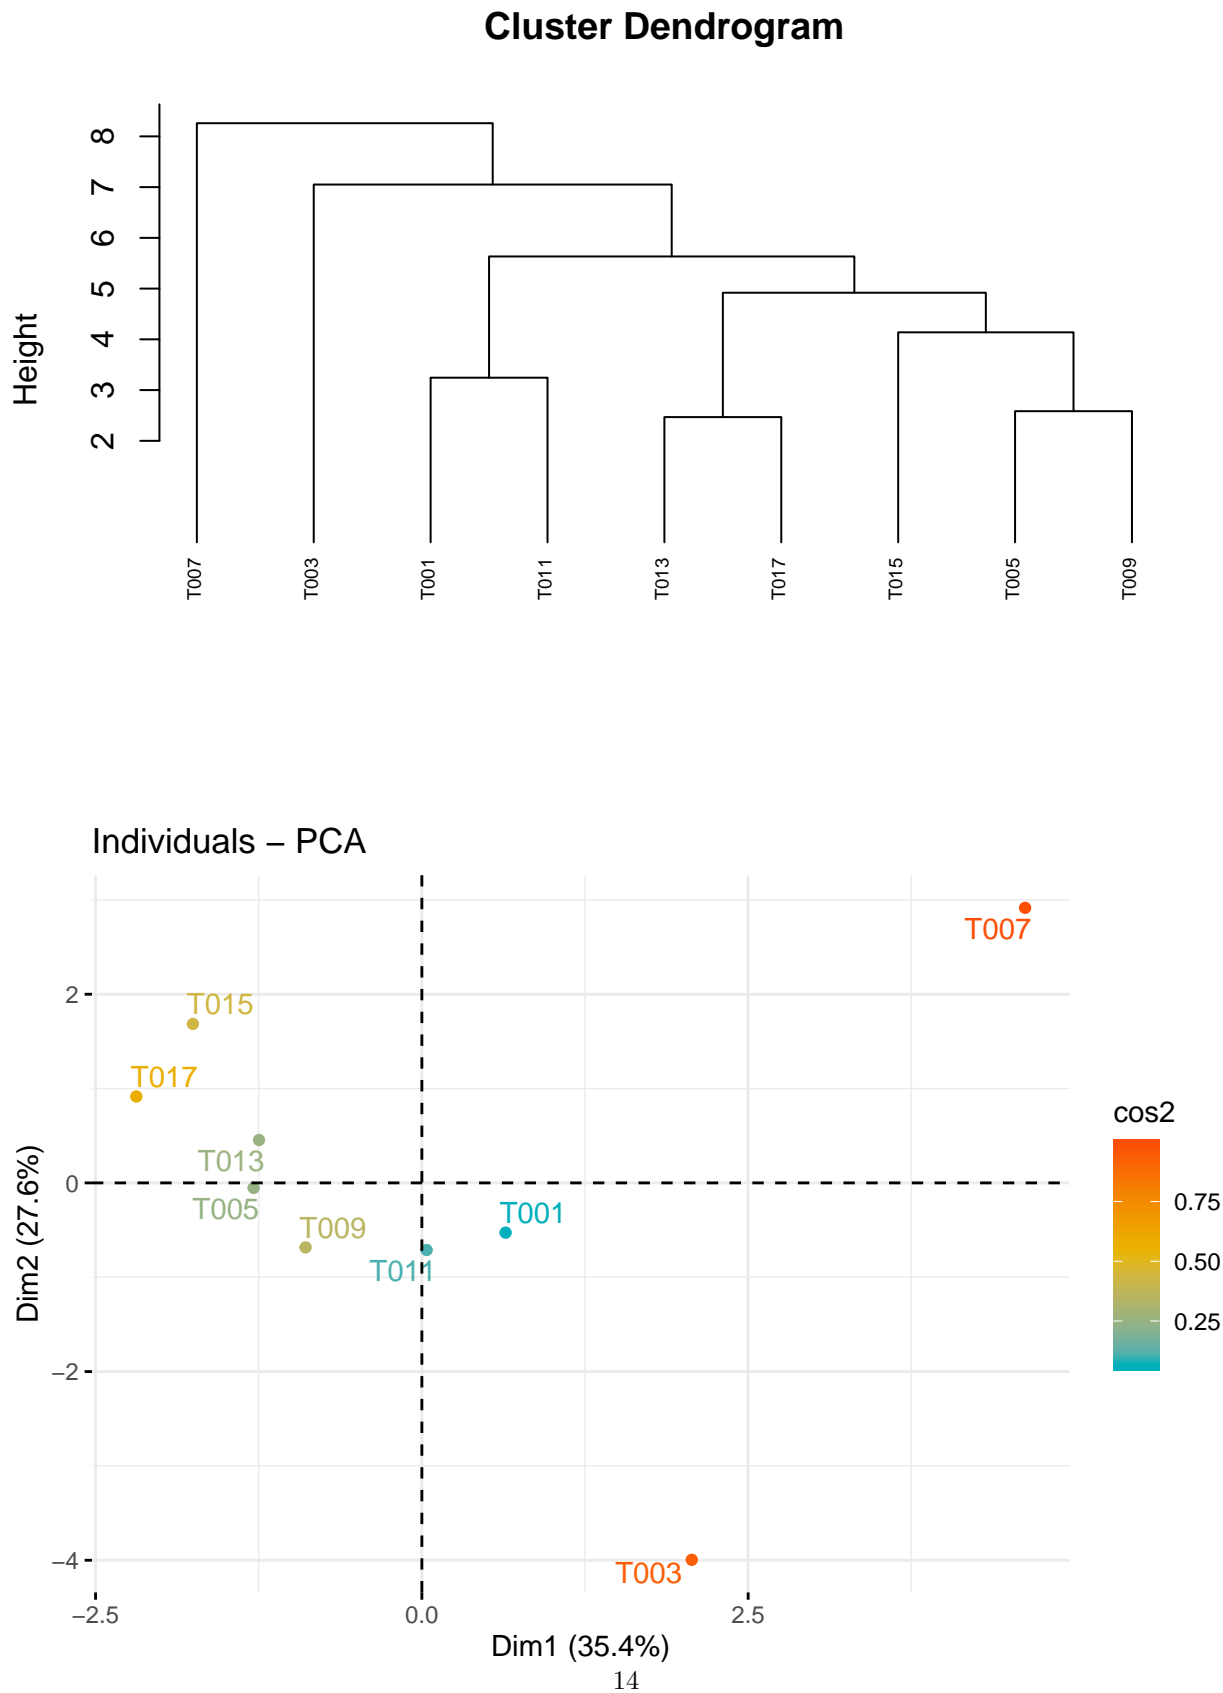 Cluster Dendrogram
Height
8
7
6
5
4
3
2
T007
T003
T001
T011
T013
T017
T015
T005
T009
Individuals – PCA
Dim2 (27.6%)
2
0
−2
−4
T007
T015
T017
T013
T005
T009
T001
T011
T003
cos2
0.75
0.50
0.25
−2.5
0.0
2.5
Dim1 (35.4%)
14